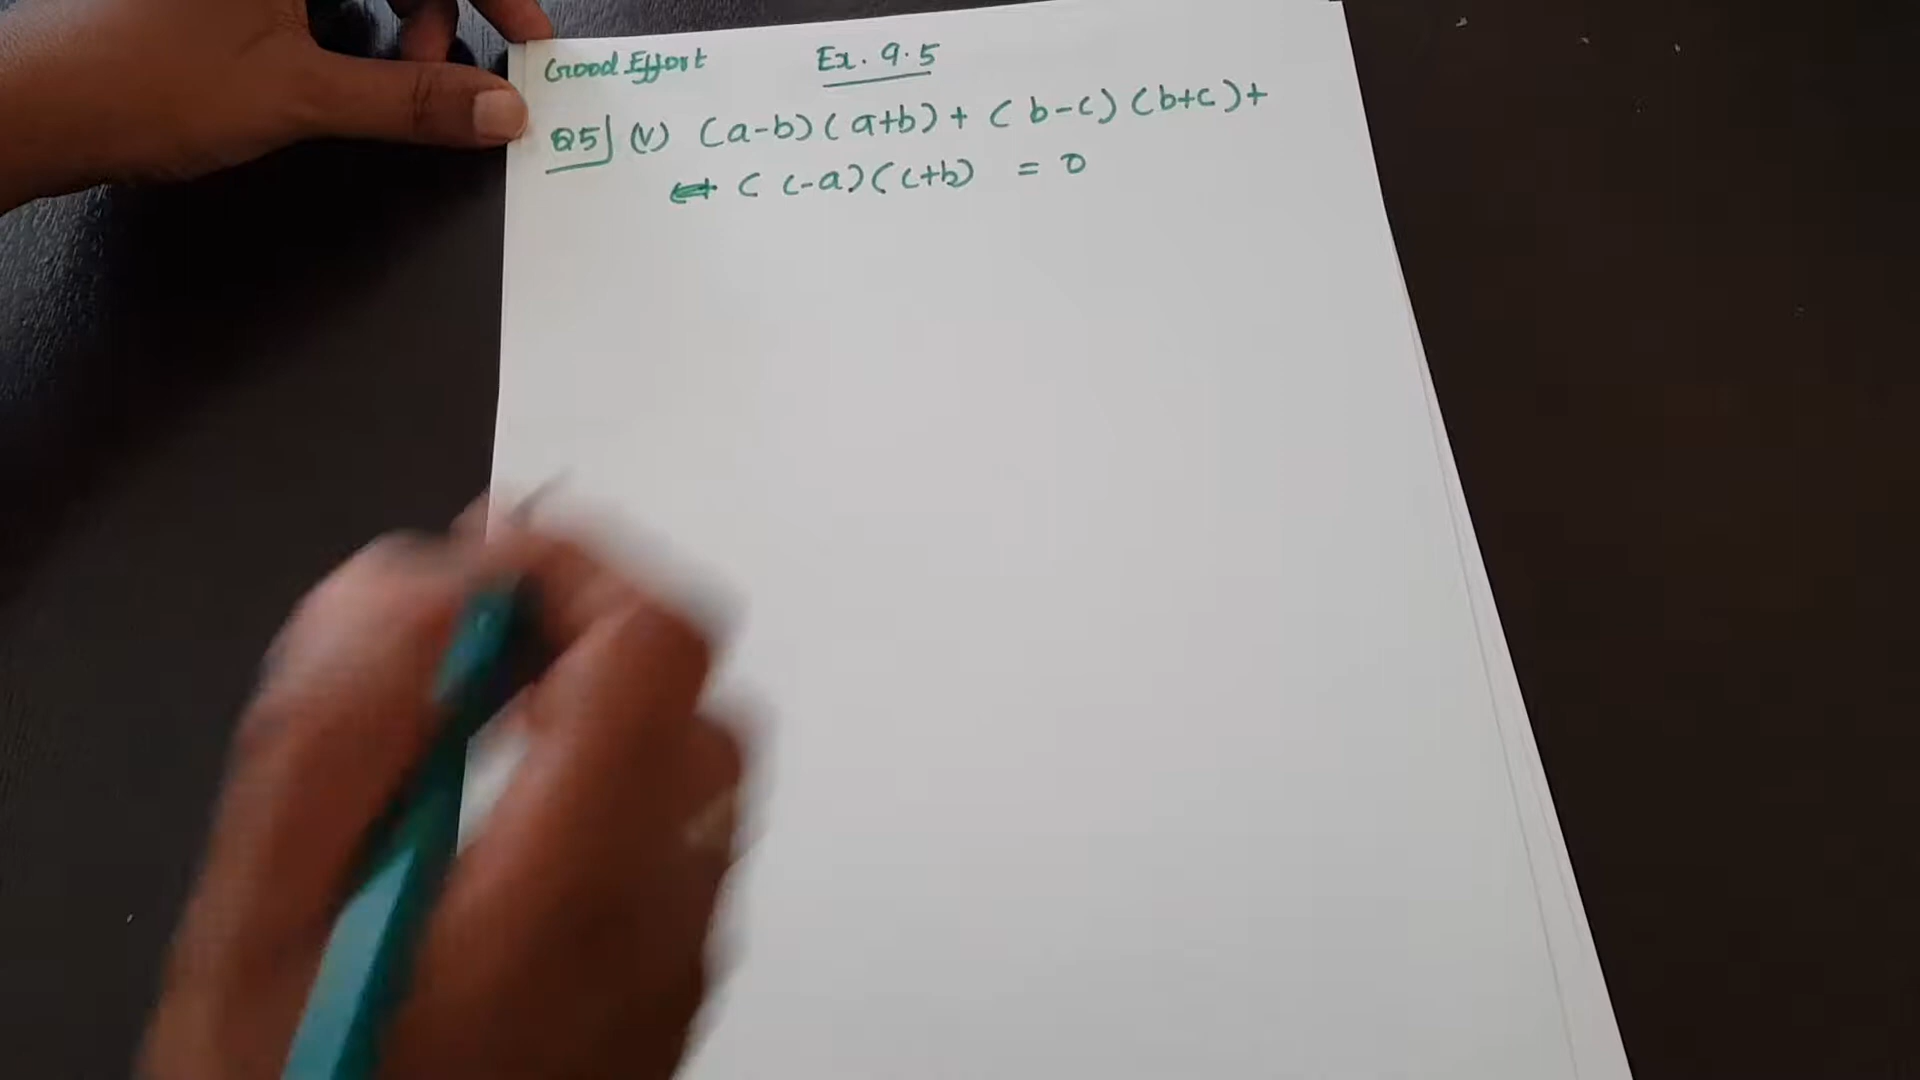 Good Effort Ex. 9.5
Q5 (V) (a-b)(a+b) + (b-c)(b+c)+
(c-a)(c+b) = 0